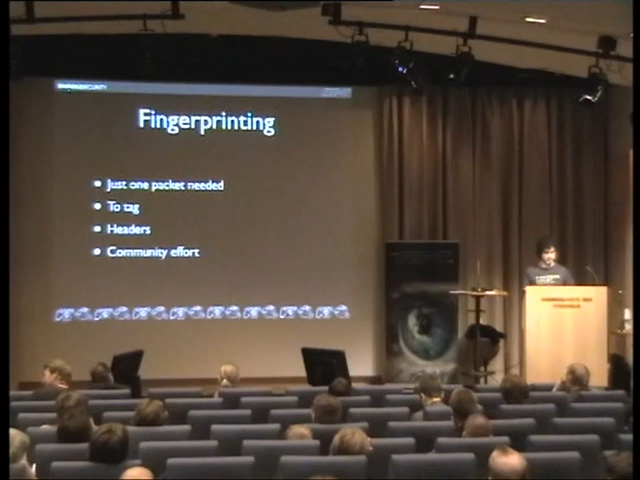 Fingerprinting
Just one packet needed
To tag
Headers
Community effort